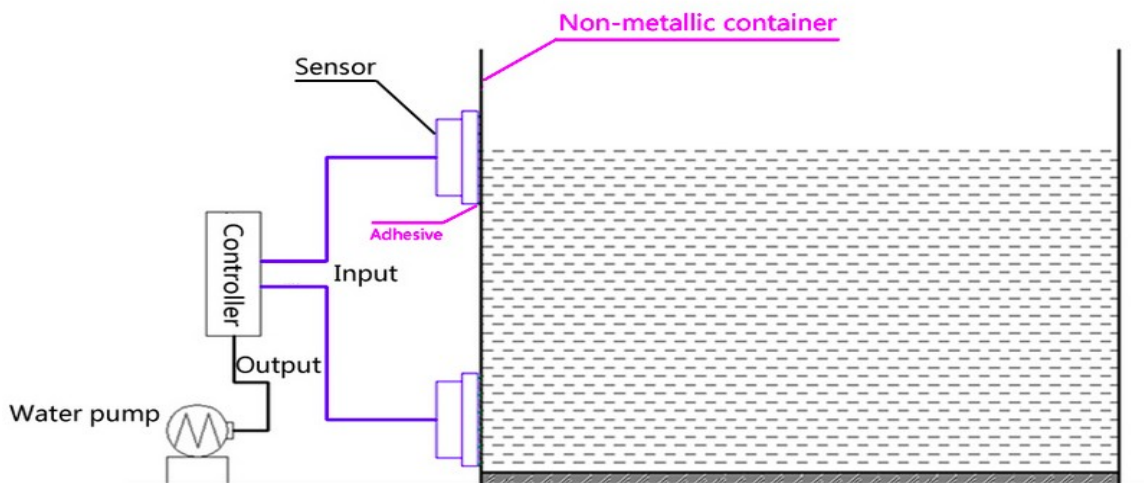 Non-metallic container
Sensor
Adhesive
Controller
Input
Output
Water pump